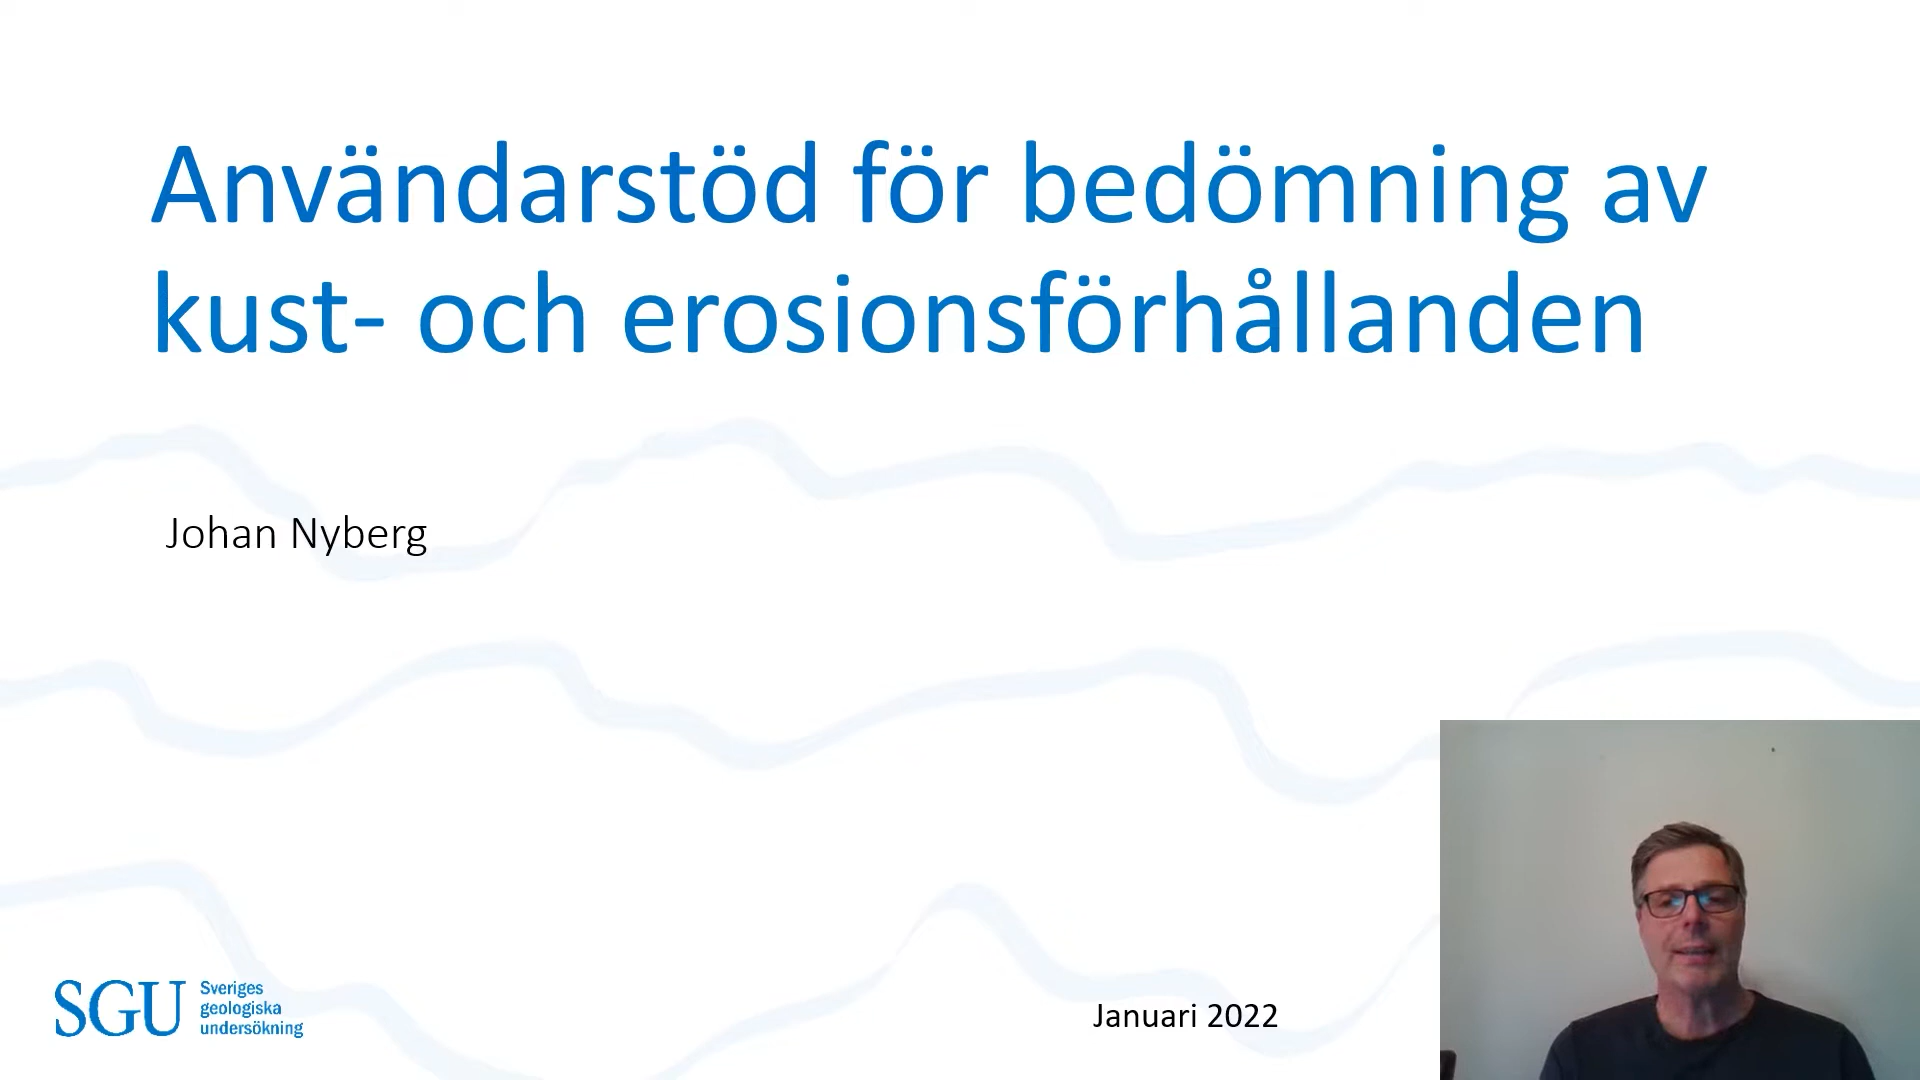 Användarstöd för bedömning av
kust- och erosionsförhållanden
Johan Nyberg
SGU
Sveriges
geologiska
undersökning
Januari 2022